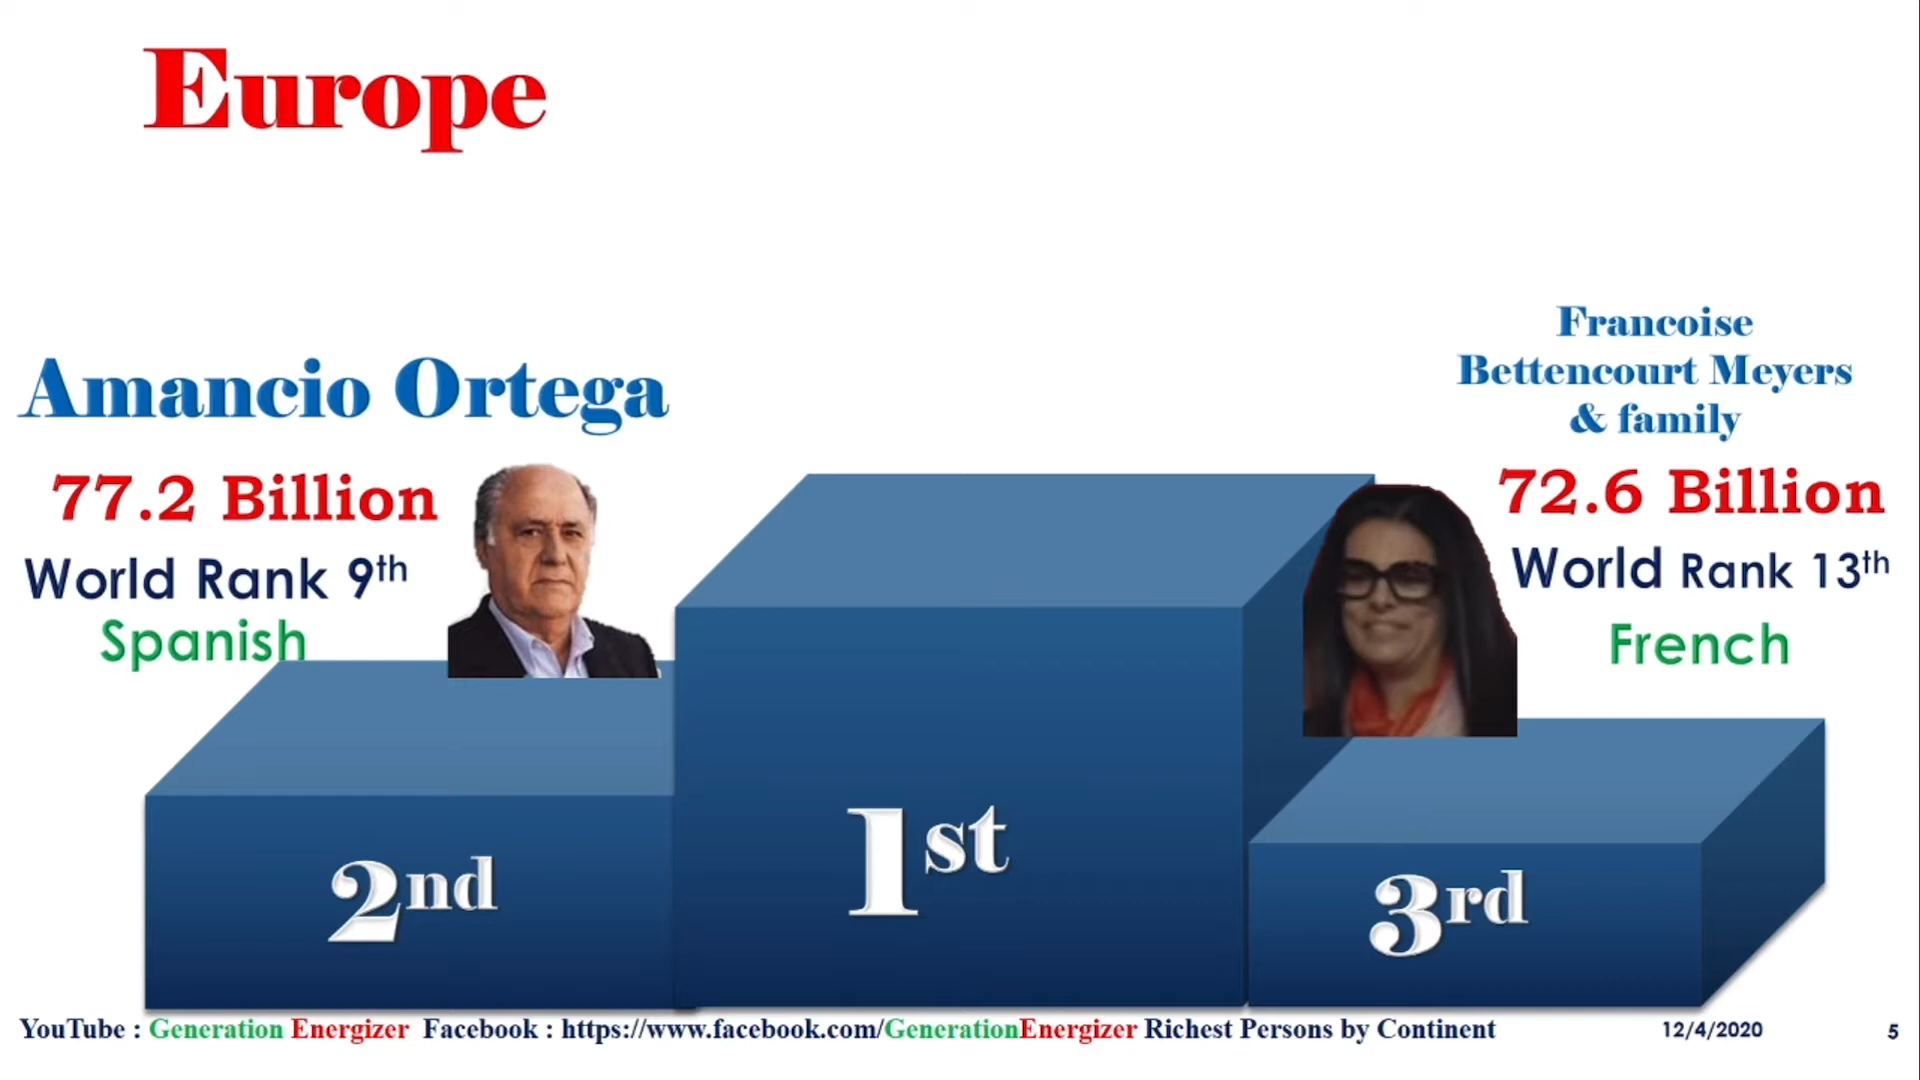 Europe
Amancio Ortega
77.2 Billion
World Rank 9th
Spanish
Francoise
Bettencourt Meyers
& family
72.6 Billion
World Rank 13th
French
2nd
1st
3rd
YouTube : Generation Energizer Facebook : https://www.facebook.com/GenerationEnergizer Richest Persons by Continent 12/4/2020 5